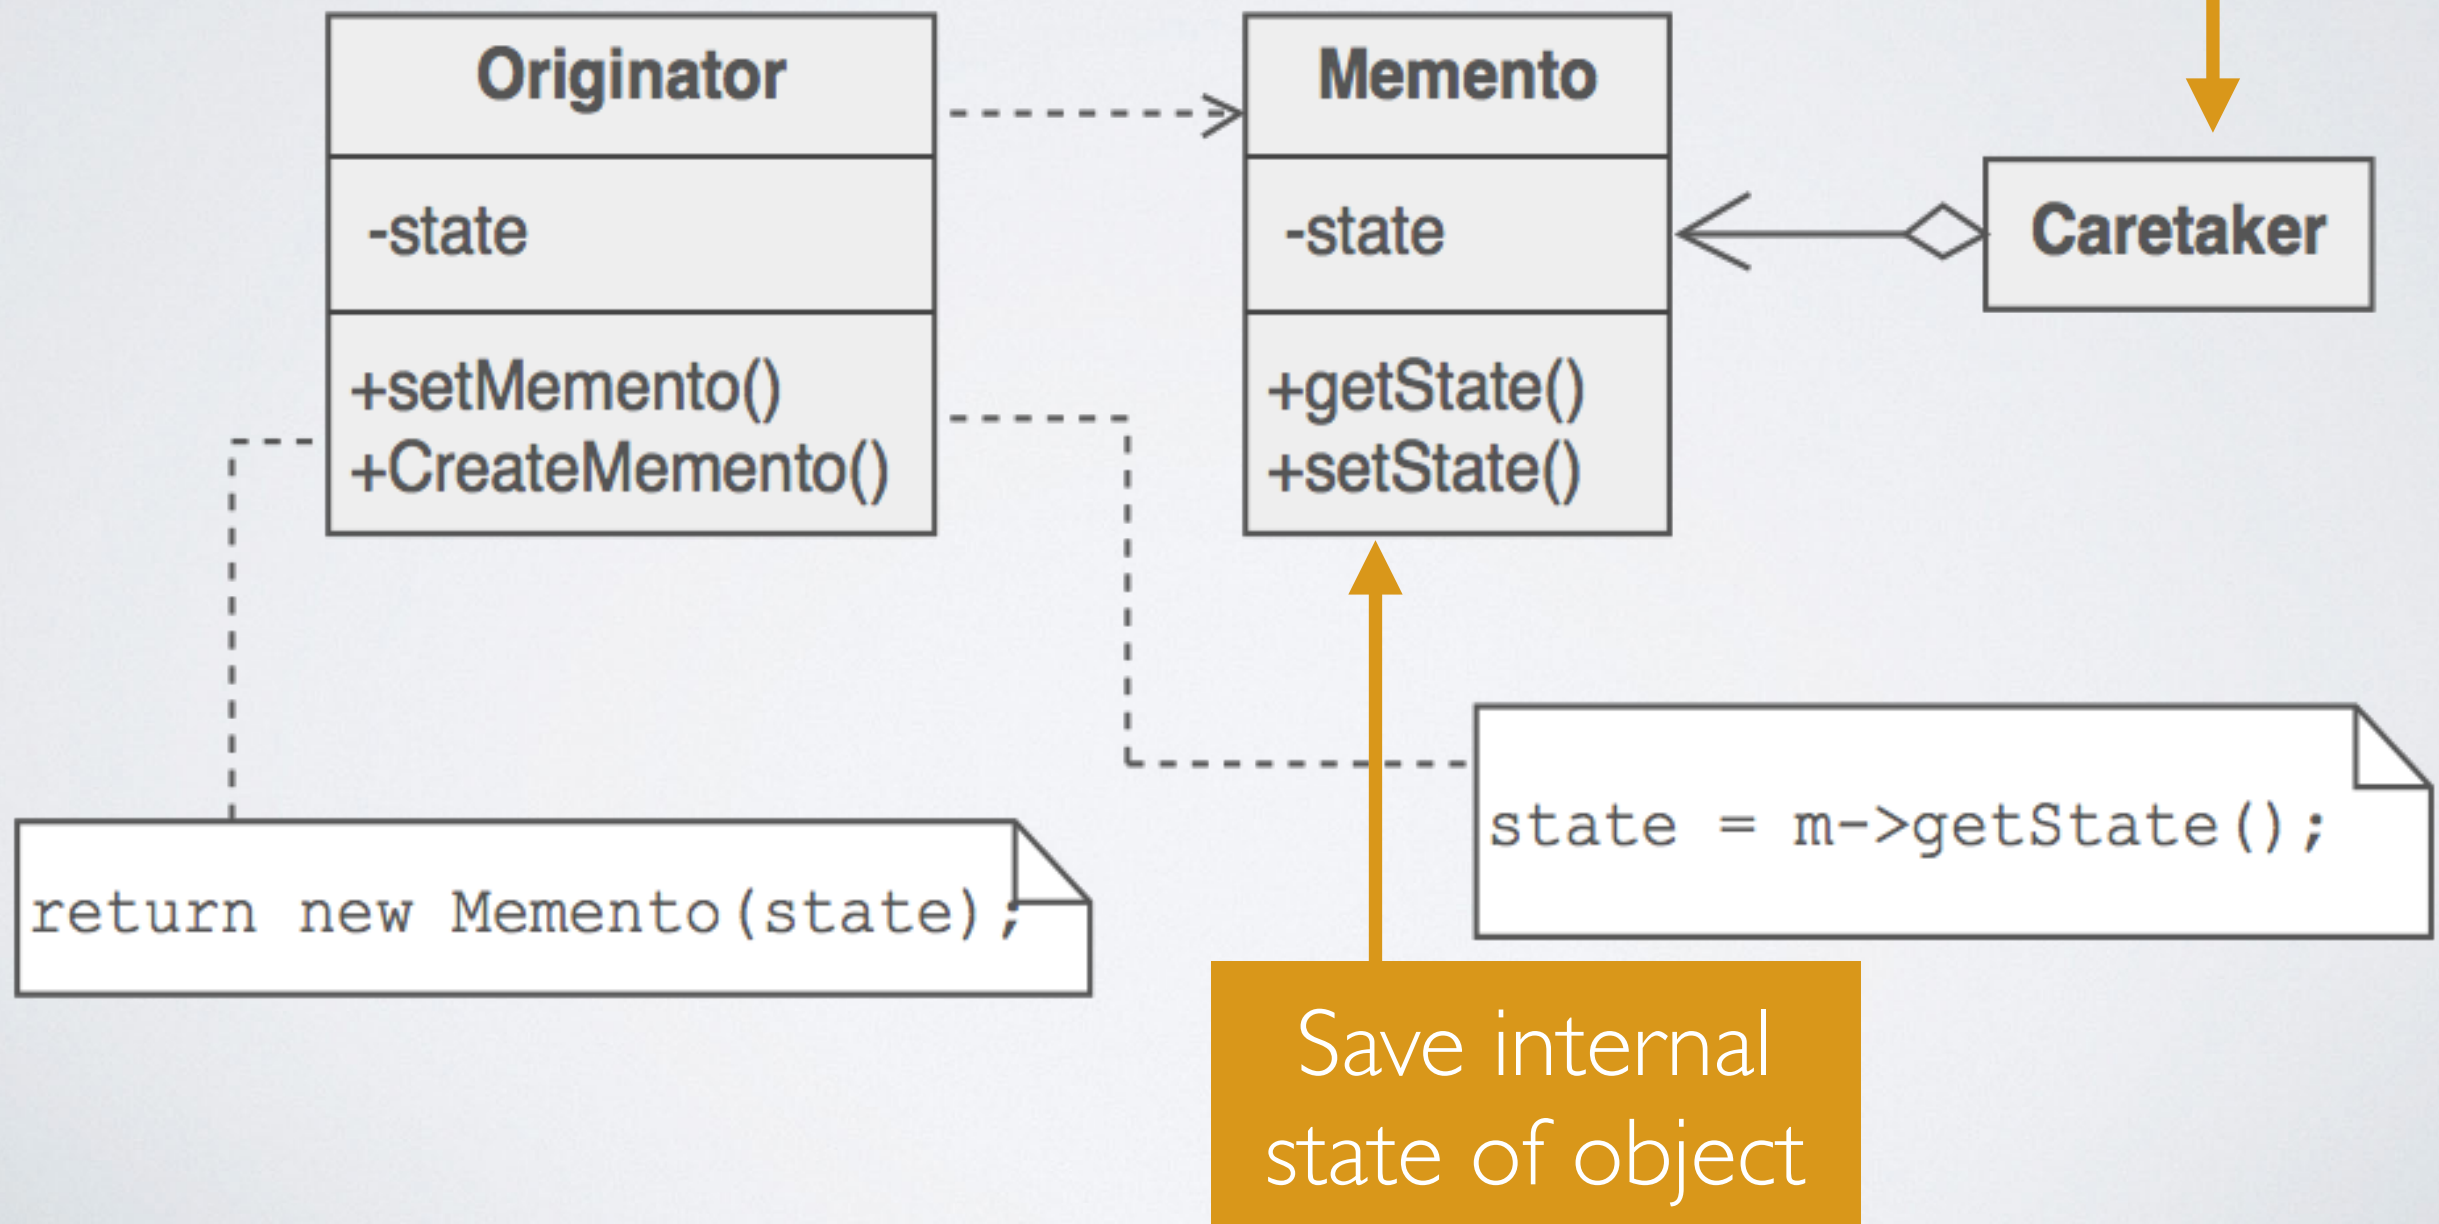 Originator
-state
+setMemento()
+CreateMemento()
Memento
-state
+getState()
+setState()
Caretaker
return new Memento(state);
state = m->getState();
Save internal
state of object